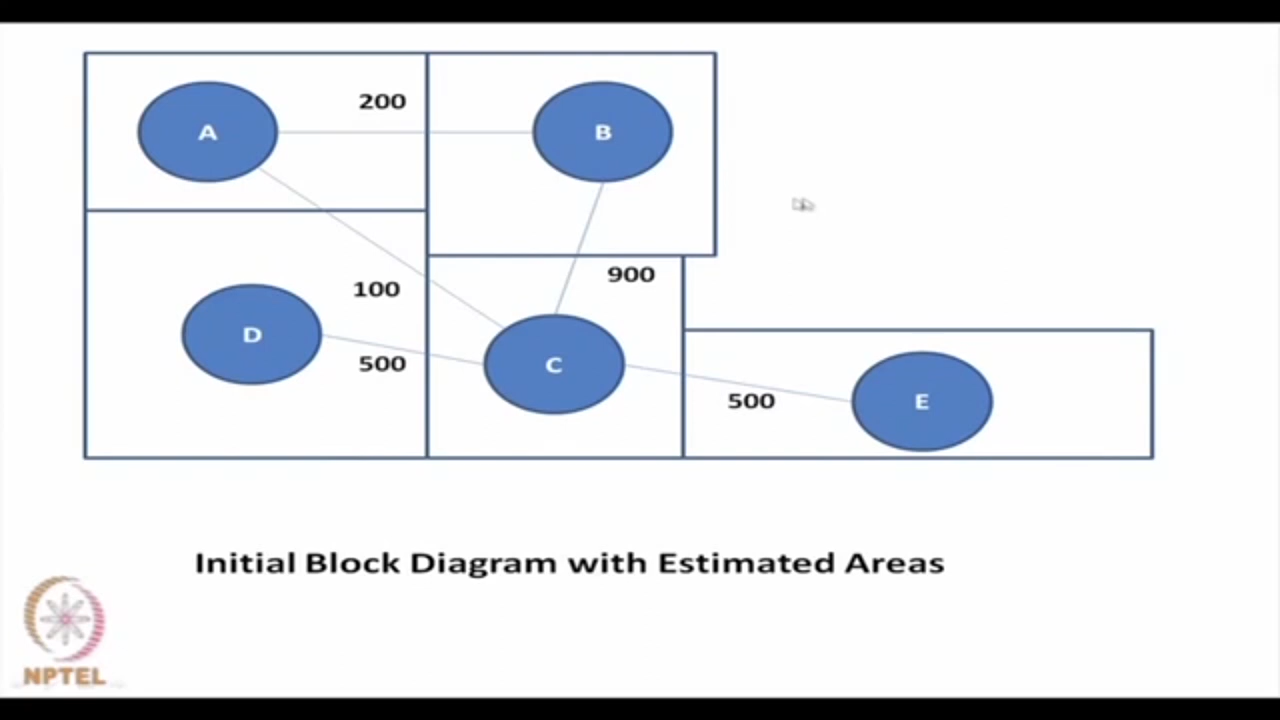 200
A
B
900
100
D
500
C
500
E
Initial Block Diagram with Estimated Areas
NPTEL